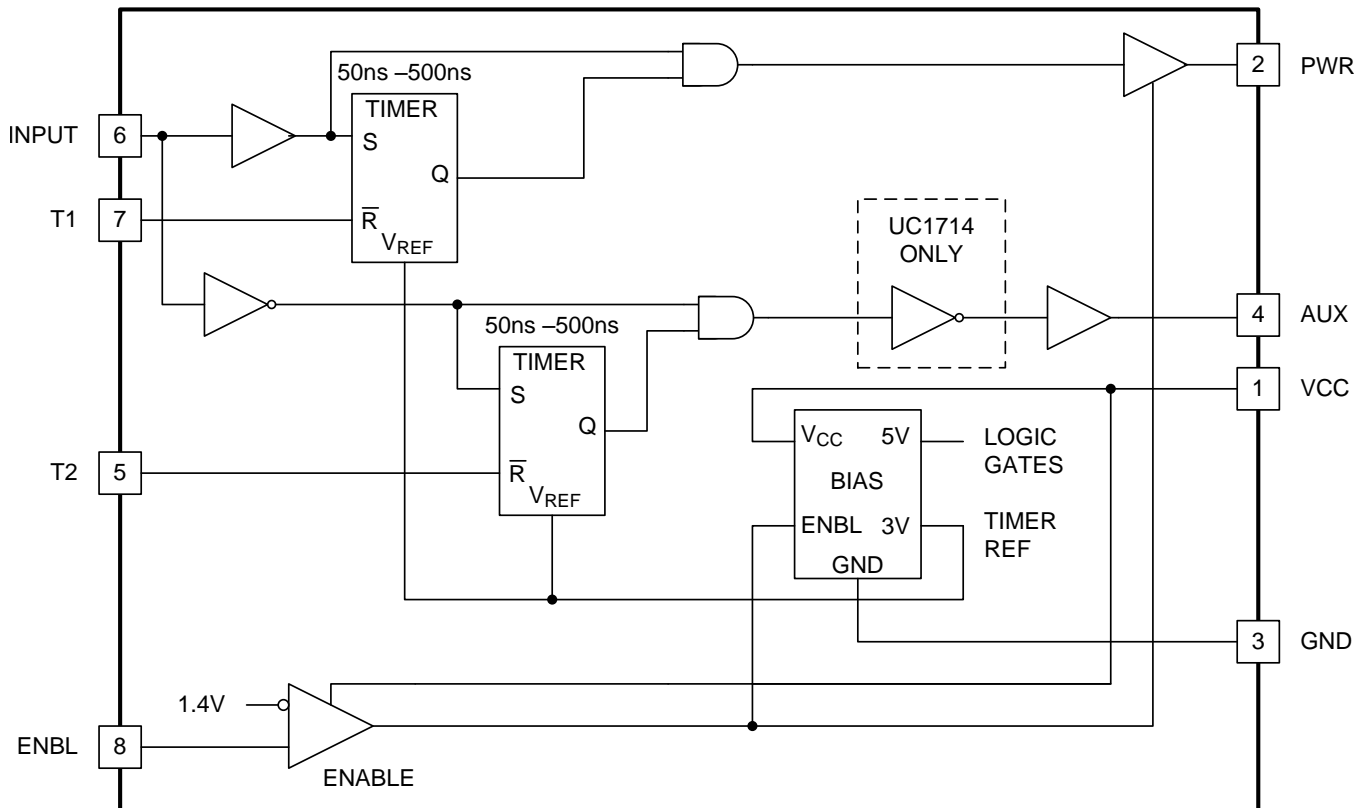 50ns –500ns
TIMER
S
Q
R
VREF
INPUT
6
T1
7
2
PWR
UC1714
ONLY
50ns –500ns
TIMER
S
Q
R
VREF
T2
5
4
AUX
1
VCC
VCC
5V
BIAS
ENBL
3V
GND
LOGIC
GATES
TIMER
REF
3
GND
1.4V
ENBL
8
ENABLE